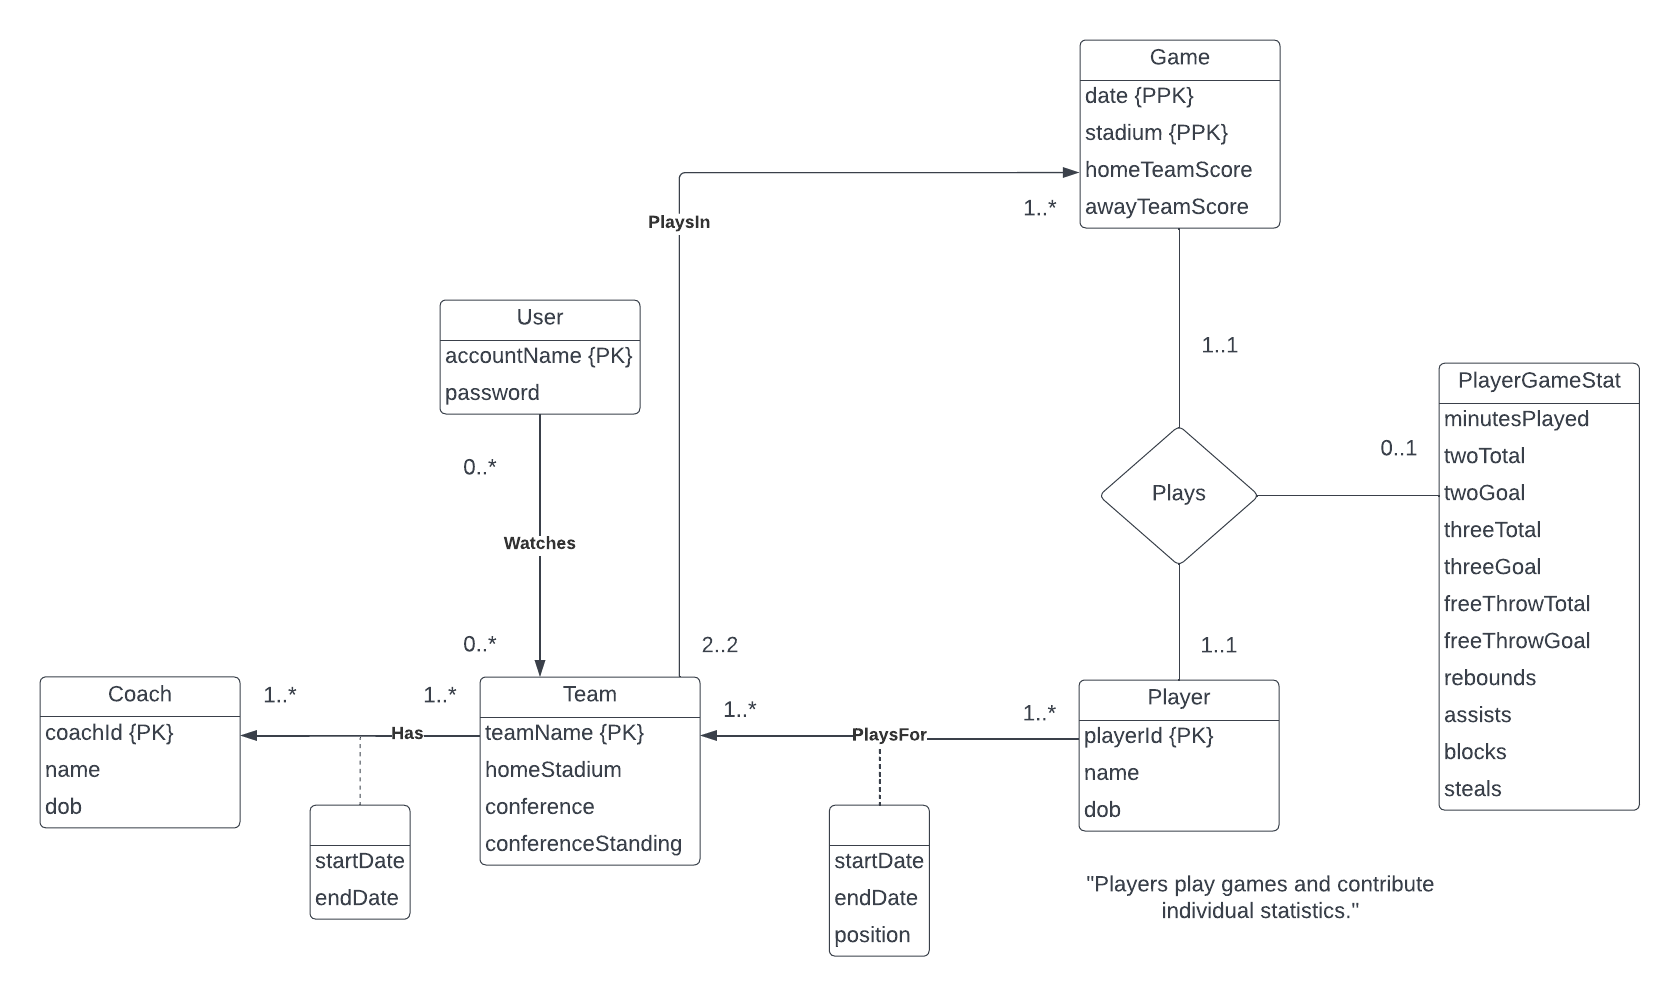 Game
date {PPK}
stadium {PPK}
homeTeamScore
awayTeamScore
1..*
PlaysIn
User
accountName {PK}
password
1..1
PlayerGameStat
minutesPlayed
twoTotal
twoGoal
threeTotal
threeGoal
freeThrowTotal
freeThrowGoal
rebounds
assists
blocks
steals
0..1
Plays
0..*
Watches
0..*
2..2
1..1
Coach
coachId {PK}
name
dob
1..*
1..*
Has
Team
teamName {PK}
homeStadium
conference
conferenceStanding
1..*
1..*
PlaysFor
Player
playerId {PK}
name
dob
startDate
endDate
startDate
endDate
position
"Players play games and contribute
individual statistics."